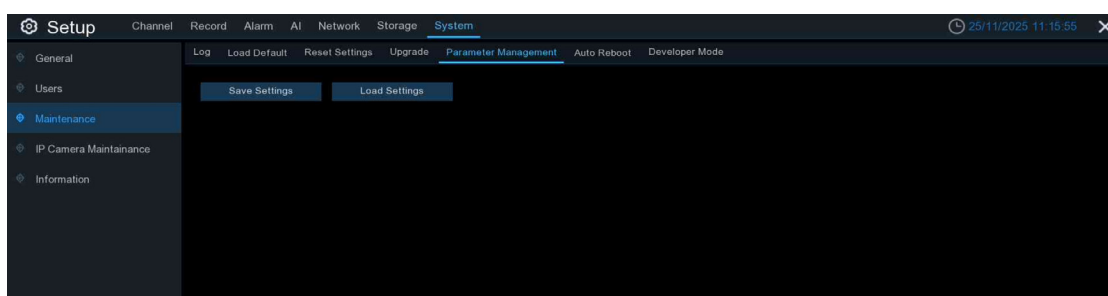 Setup Channel Record Alarm AI Network Storage System 25/11/2025 11:15:55
General
Users
Maintenance
IP Camera Maintainance
Information
Log Load Default Reset Settings Upgrade Parameter Management Auto Reboot Developer Mode
Save Settings Load Settings